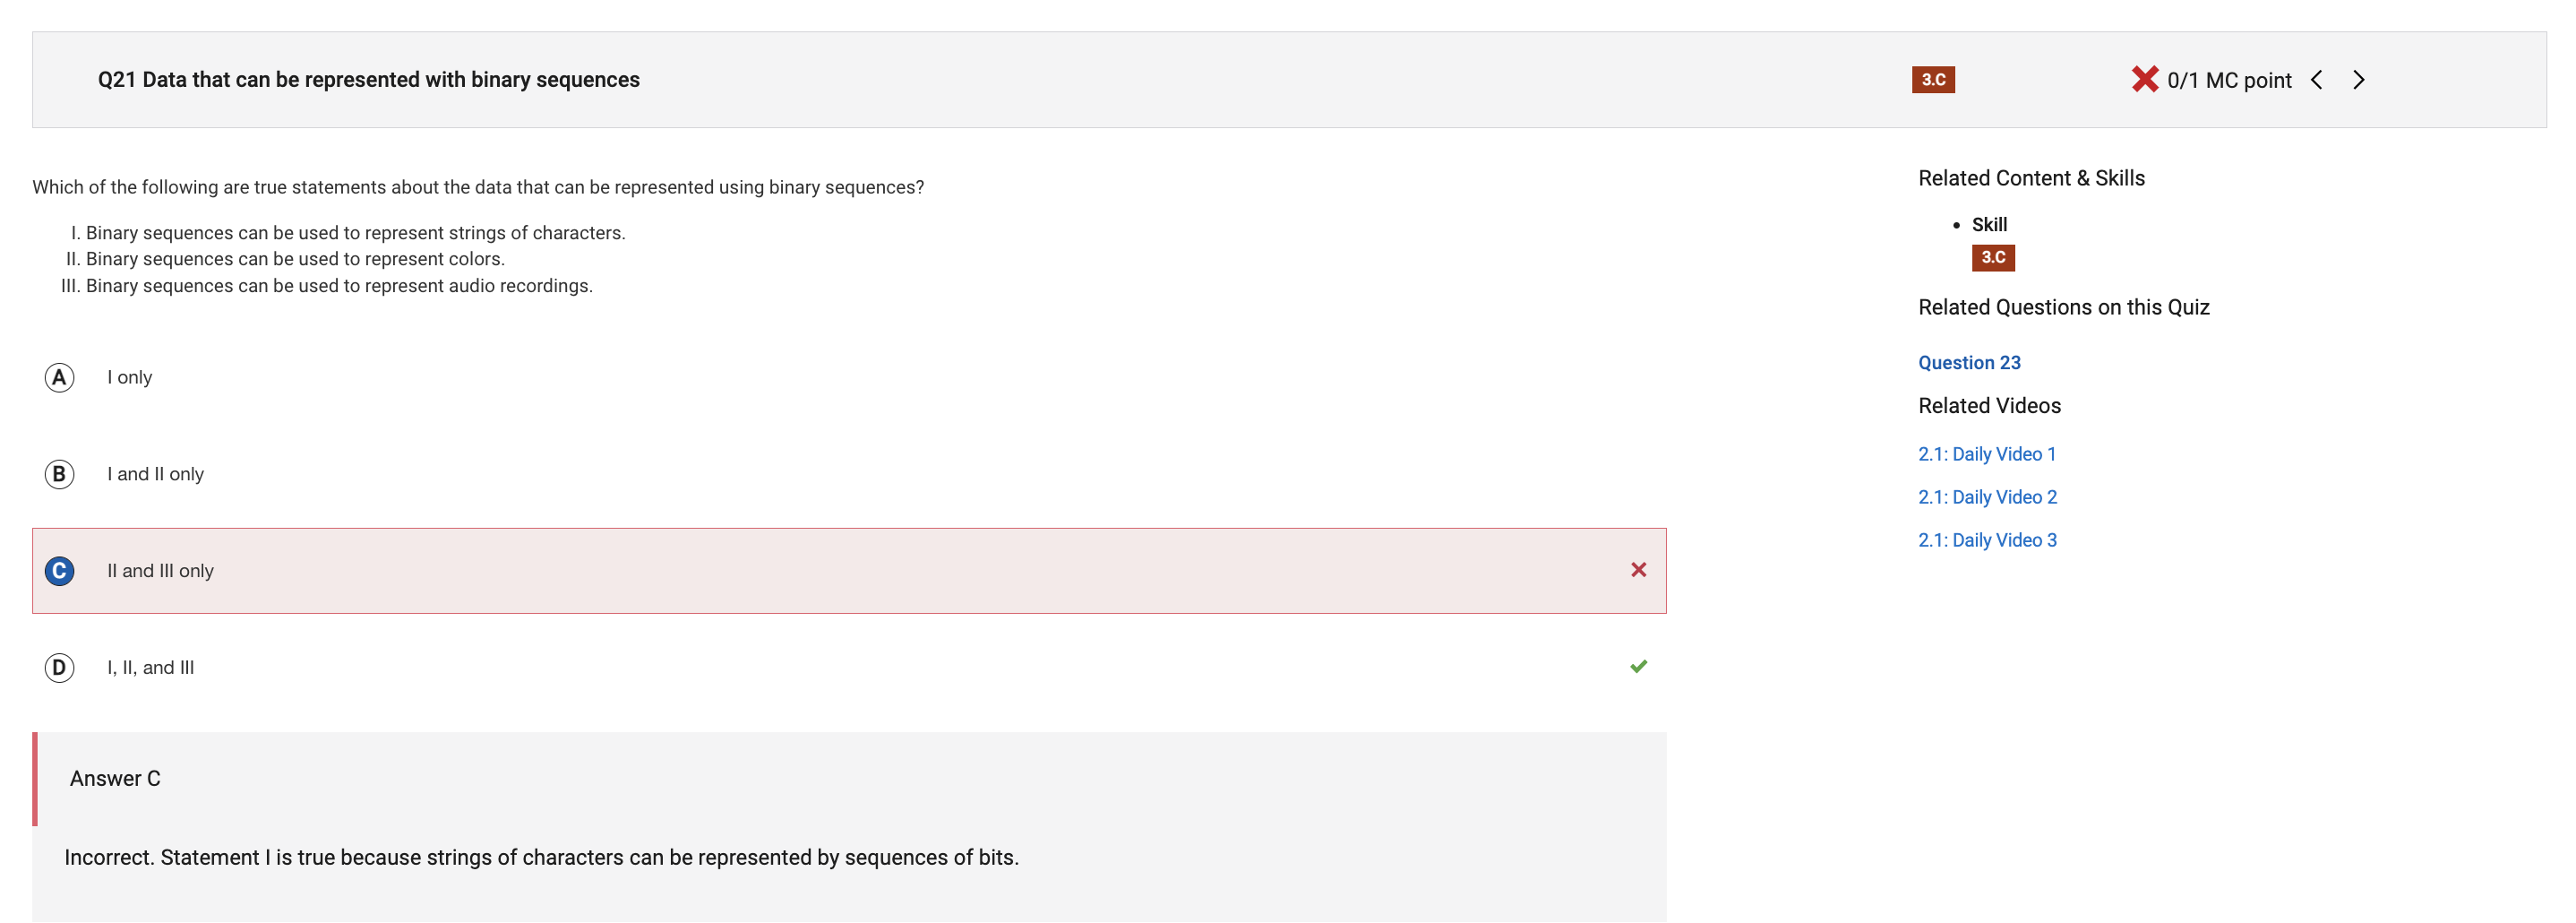 Q21 Data that can be represented with binary sequences
3.C
0/1 MC point
Which of the following are true statements about the data that can be represented using binary sequences?
I. Binary sequences can be used to represent strings of characters.
II. Binary sequences can be used to represent colors.
III. Binary sequences can be used to represent audio recordings.
A I only
B I and II only
C II and III only
D I, II, and III
Answer C
Incorrect. Statement I is true because strings of characters can be represented by sequences of bits.
Related Content & Skills
• Skill
3.C
Related Questions on this Quiz
Question 23
Related Videos
2.1: Daily Video 1
2.1: Daily Video 2
2.1: Daily Video 3